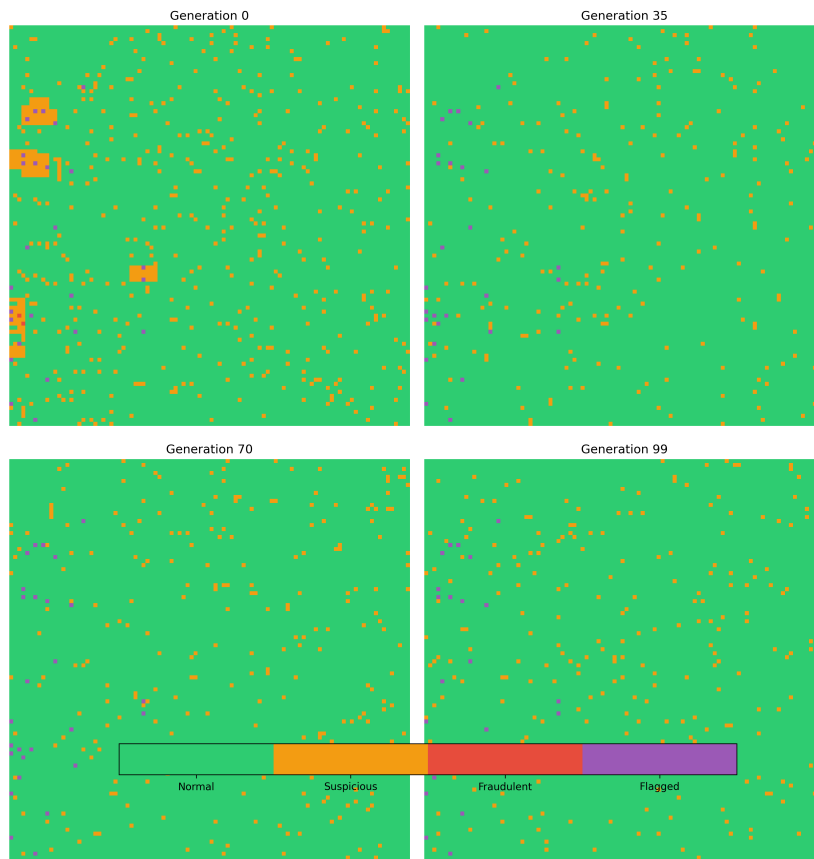 Generation 0
Generation 35
Generation 70
Generation 99
Normal
Suspicious
Fraudulent
Flagged